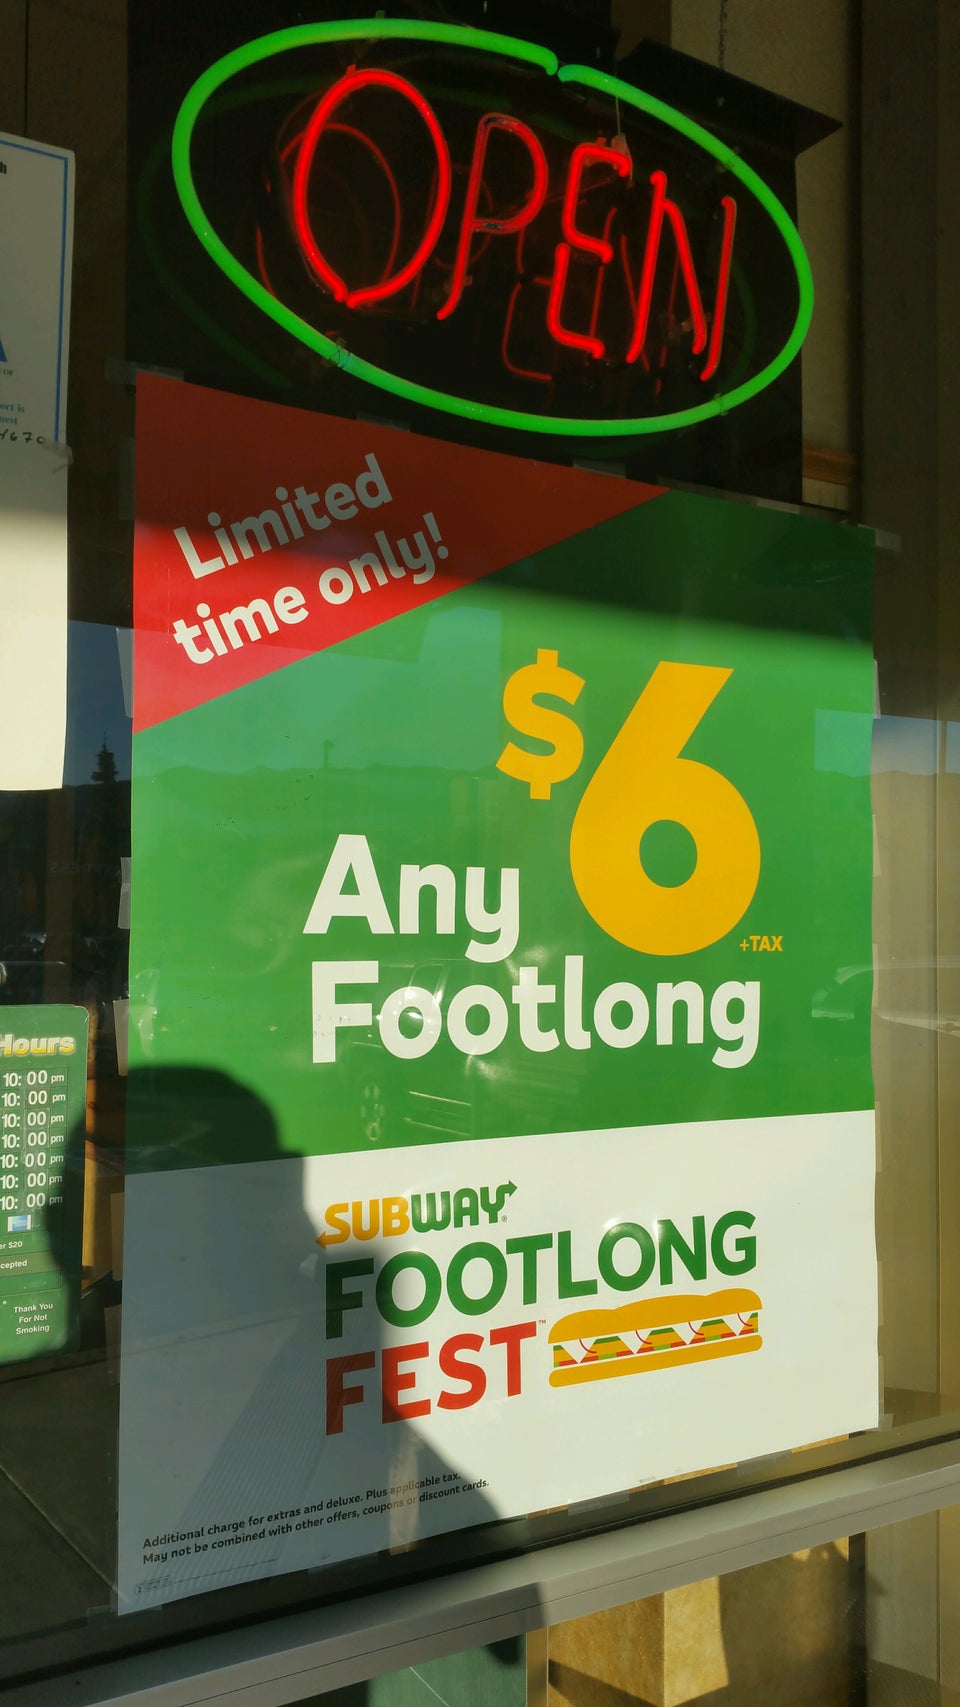 OPEN
Limited
time only!
$6
+TAX
Any
Footlong
SUBWAY®
FOOTLONG
FEST™
Additional charge for extras and deluxe. Plus applicable tax.
May not be combined with other offers, coupons or discount cards.
Hours
10:00 pm
10:00 pm
10:00 pm
10:00 pm
10:00 pm
10:00 pm
10:00 pm
Thank You
For Not
Smoking